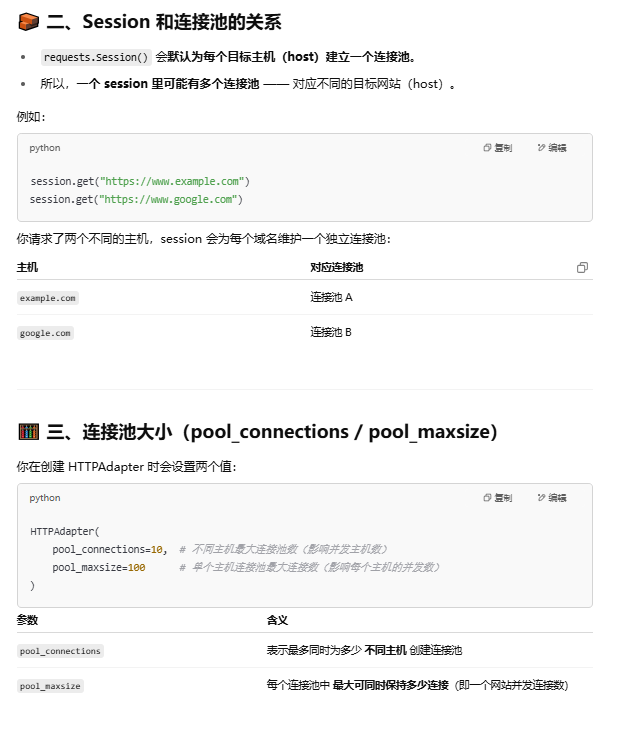 二、Session 和连接池的关系
requests.Session() 会默认为每个目标主机（host）建立一个连接池。
所以，一个 session 里可能有多个连接池 —— 对应不同的目标网站（host）。
例如：
python 复制 编辑
session.get("https://www.example.com")
session.get("https://www.google.com")
你请求了两个不同的主机，session 会为每个域名维护一个独立连接池：
主机 对应连接池
example.com 连接池 A
google.com 连接池 B
三、连接池大小（pool_connections / pool_maxsize）
你在创建 HTTPAdapter 时会设置两个值：
python 复制 编辑
HTTPAdapter(
pool_connections=10, # 不同主机最大连接池数（影响并发主机数）
pool_maxsize=100 # 单个主机连接池最大连接数（影响每个主机的并发数）
)
参数 含义
pool_connections 表示最多同时为多少 不同主机 创建连接池
pool_maxsize 每个连接池中 最大可同时保持多少连接（即一个网站并发连接数）